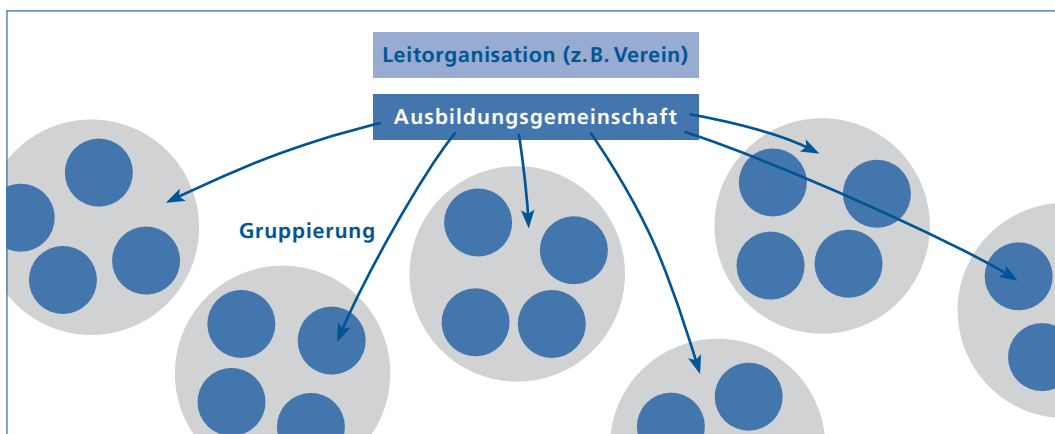 Leitorganisation (z. B. Verein)
Ausbildungsgemeinschaft
Gruppierung